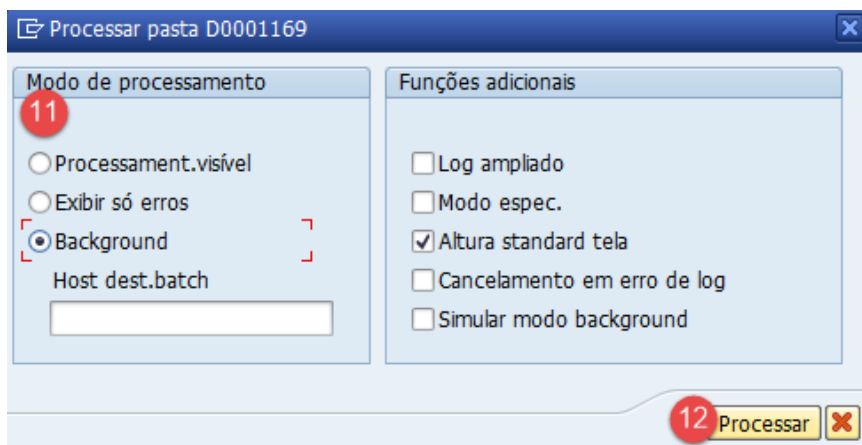 Processar pasta D0001169
Modo de processamento
11
Processament.visível
Exibir só erros
Background
Host dest.batch
Funções adicionais
Log ampliado
Modo espec.
Altura standard tela
Cancelamento em erro de log
Simular modo background
12 Processar